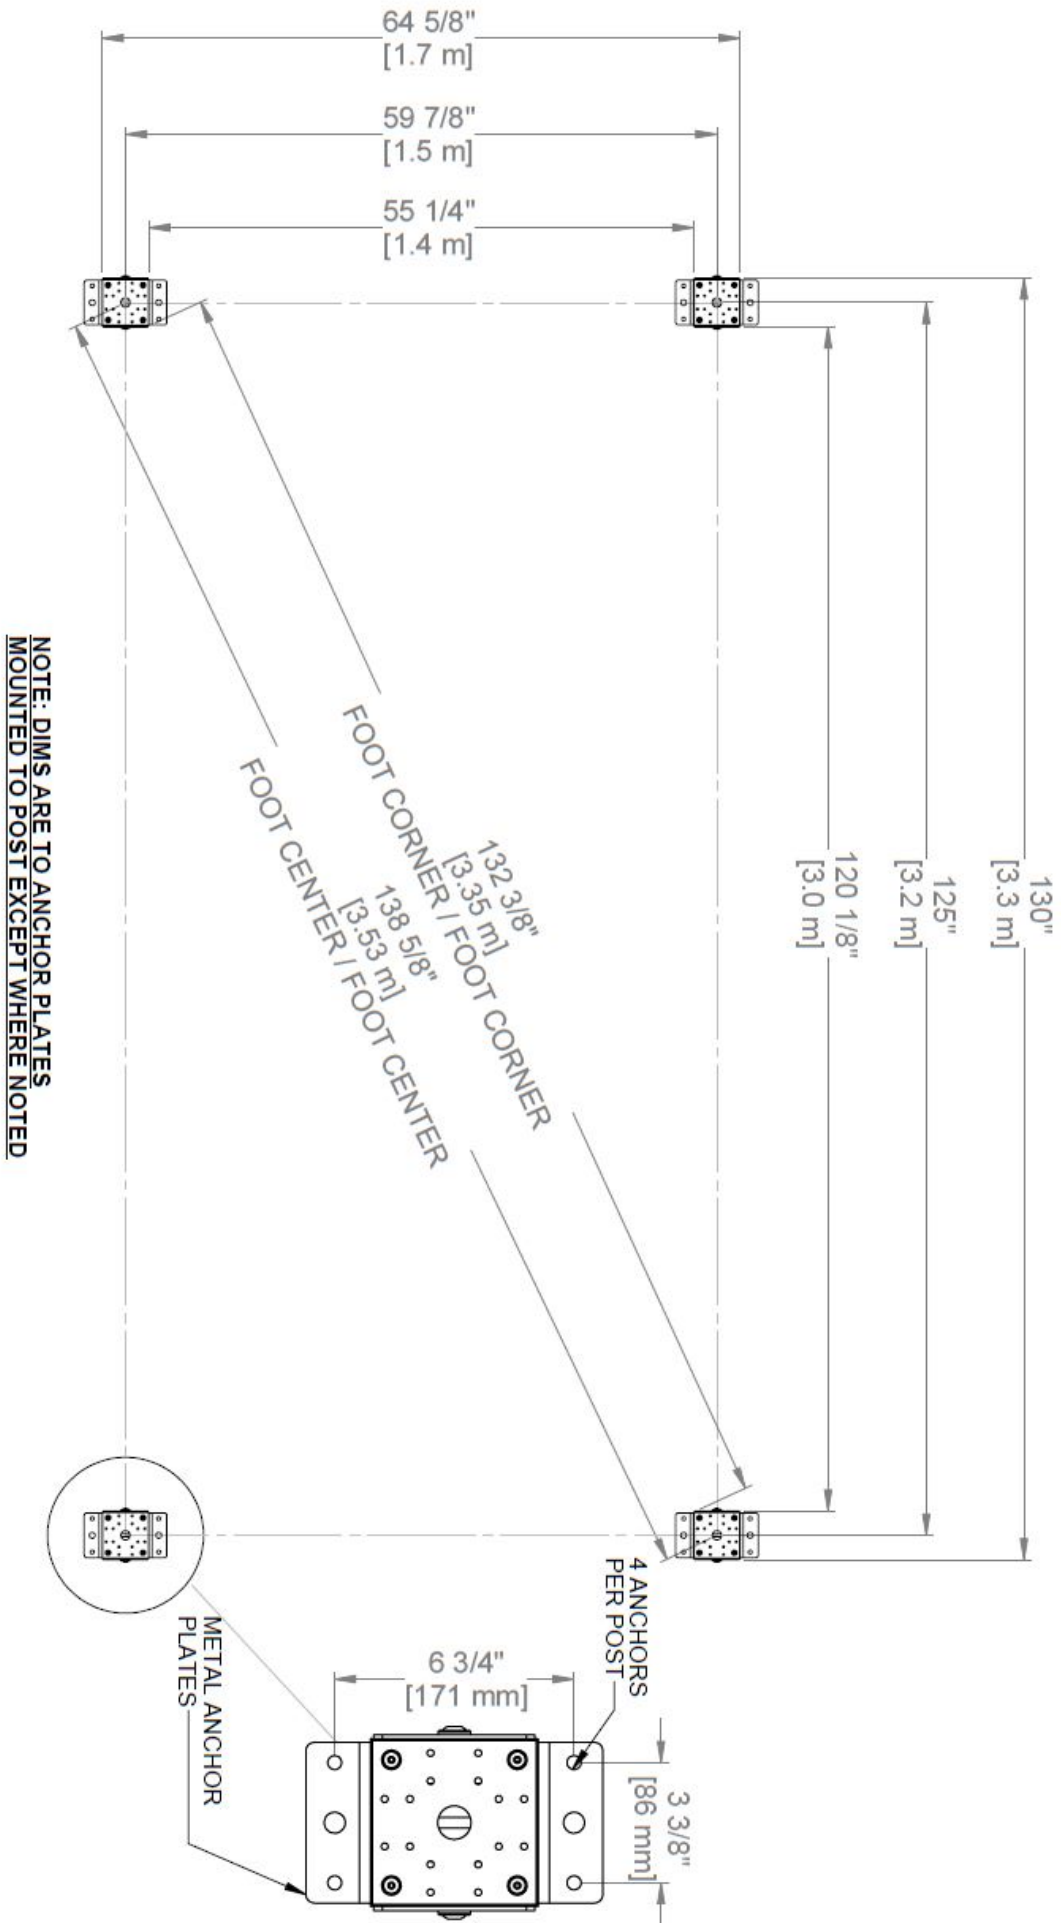 64 5/8"
[1.7 m]
59 7/8"
[1.5 m]
55 1/4"
[1.4 m]
130"
[3.3 m]
125"
[3.2 m]
120 1/8"
[3.0 m]
132 3/8"
[3.35 m]
FOOT CORNER / FOOT CORNER
138 5/8"
[3.53 m]
FOOT CENTER / FOOT CENTER
NOTE: DIMS ARE TO ANCHOR PLATES
MOUNTED TO POST EXCEPT WHERE NOTED
4 ANCHORS
PER POST
METAL ANCHOR
PLATES
6 3/4"
[171 mm]
3 3/8"
[86 mm]